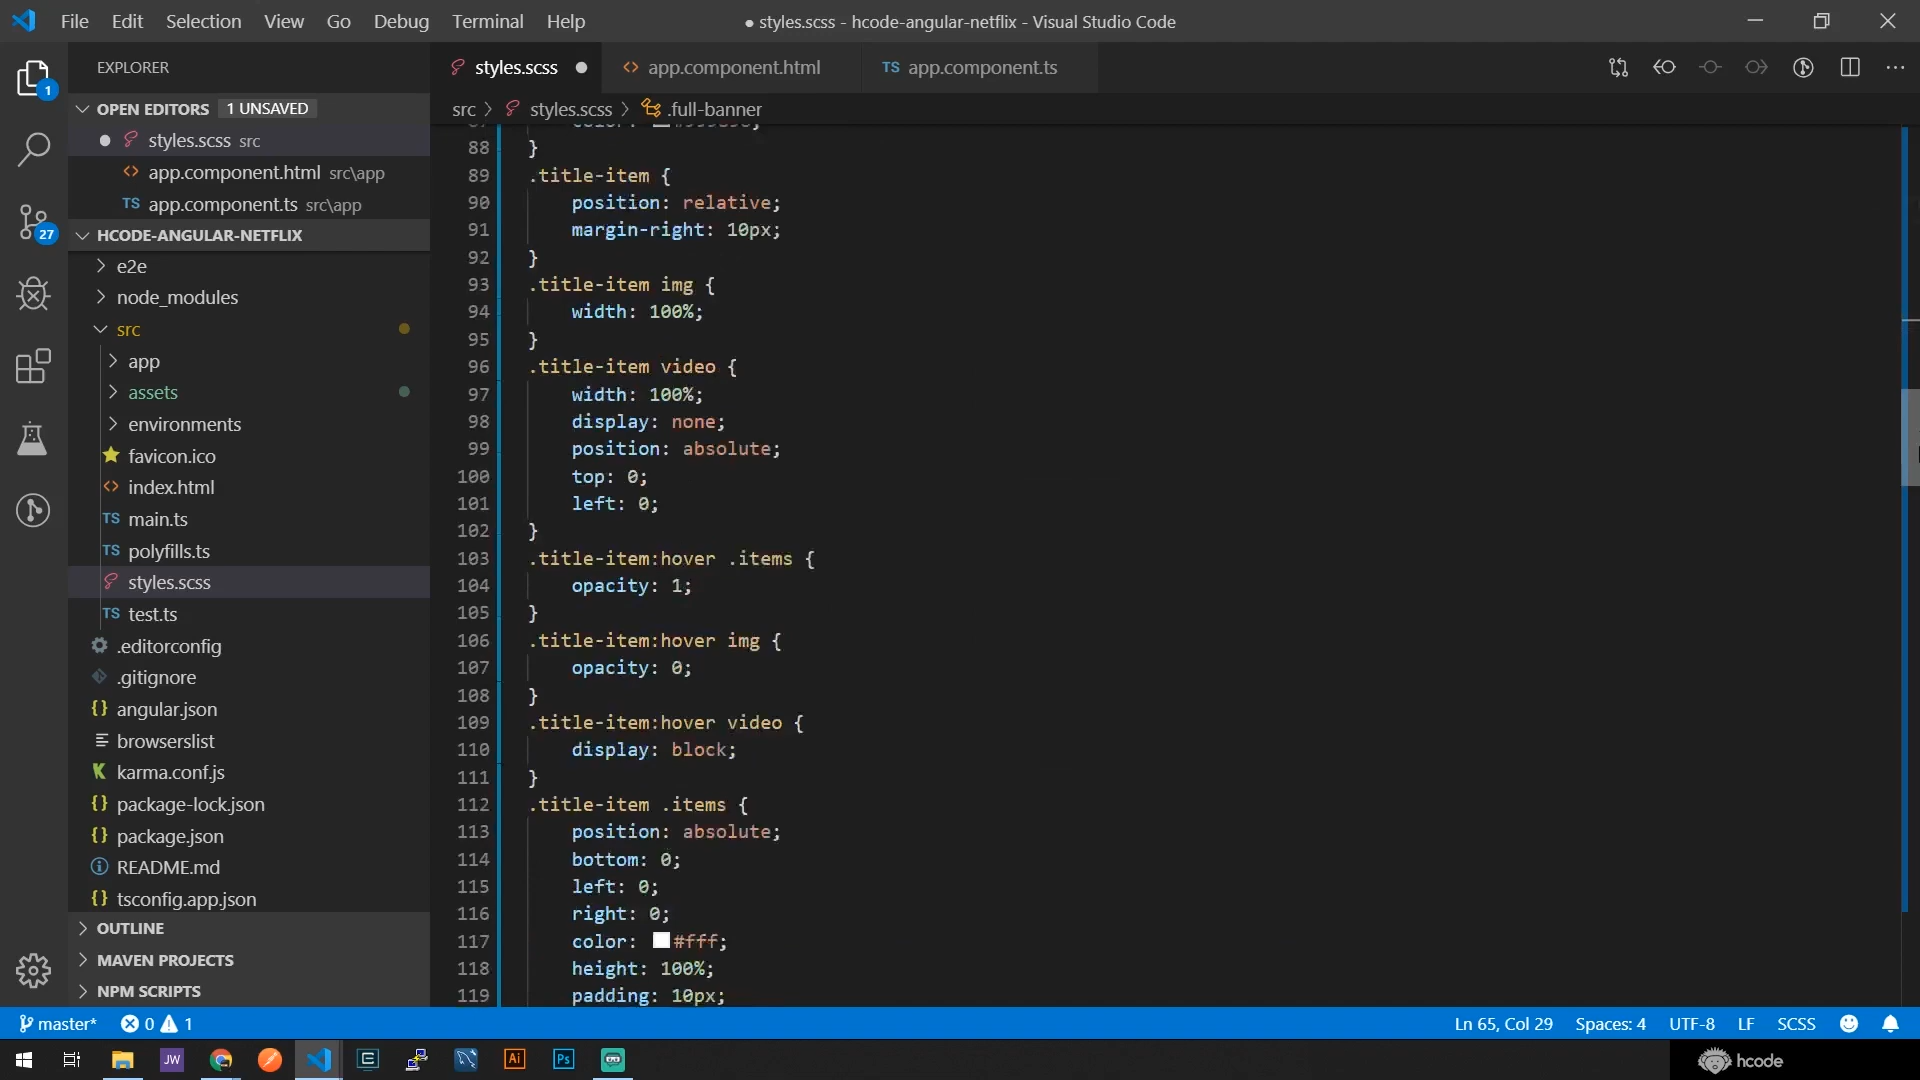 File Edit Selection View Go Debug Terminal Help
● styles.scss - hcode-angular-netflix - Visual Studio Code
EXPLORER
OPEN EDITORS 1 UNSAVED
styles.scss src
app.component.html src\app
TS app.component.ts src\app
HCODE-ANGULAR-NETFLIX
e2e
node_modules
src
app
assets
environments
favicon.ico
index.html
TS main.ts
TS polyfills.ts
styles.scss
TS test.ts
.editorconfig
.gitignore
{} angular.json
browserslist
karma.conf.js
{} package-lock.json
{} package.json
README.md
{} tsconfig.app.json
OUTLINE
MAVEN PROJECTS
NPM SCRIPTS
1
27
styles.scss
app.component.html
TS app.component.ts
src > styles.scss > .full-banner
88 }
89 .title-item {
90 position: relative;
91 margin-right: 10px;
92 }
93 .title-item img {
94 width: 100%;
95 }
96 .title-item video {
97 width: 100%;
98 display: none;
99 position: absolute;
100 top: 0;
101 left: 0;
102 }
103 .title-item:hover .items {
104 opacity: 1;
105 }
106 .title-item:hover img {
107 opacity: 0;
108 }
109 .title-item:hover video {
110 display: block;
111 }
112 .title-item .items {
113 position: absolute;
114 bottom: 0;
115 left: 0;
116 right: 0;
117 color: #fff;
118 height: 100%;
119 padding: 10px;
master* 0 1
Ln 65, Col 29 Spaces: 4 UTF-8 LF SCSS
JW
Ai
Ps
hcode